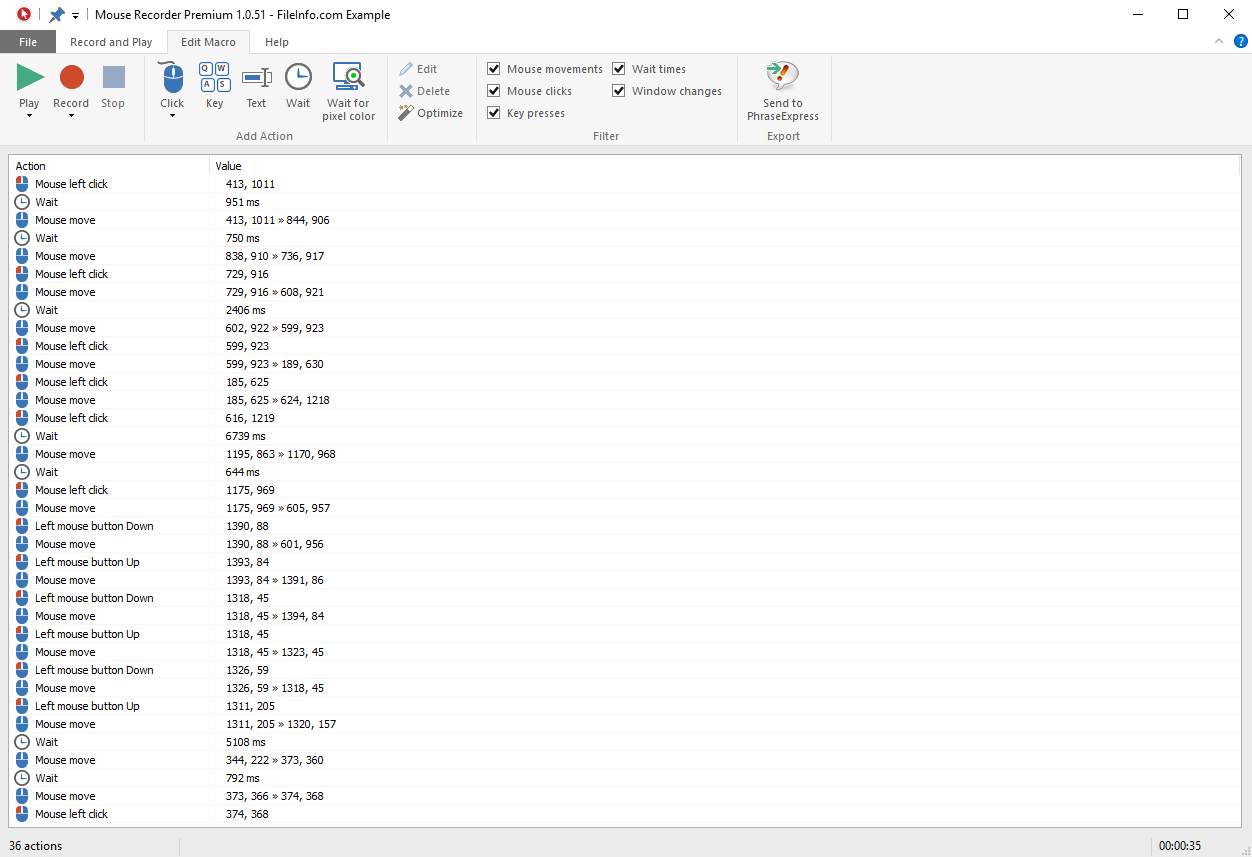 Mouse Recorder Premium 1.0.51 - FileInfo.com Example
File Record and Play Edit Macro Help
?
Q W
A S
Play Record Stop Click Key Text Wait Wait for pixel color
Edit
Delete
Optimize
Mouse movements Wait times
Mouse clicks Window changes
Key presses
Send to PhraseExpress
Add Action Filter Export
Action Value
Mouse left click 413, 1011
Wait 951 ms
Mouse move 413, 1011 » 844, 906
Wait 750 ms
Mouse move 838, 910 » 736, 917
Mouse left click 729, 916
Mouse move 729, 916 » 608, 921
Wait 2406 ms
Mouse move 602, 922 » 599, 923
Mouse left click 599, 923
Mouse move 599, 923 » 189, 630
Mouse left click 185, 625
Mouse move 185, 625 » 624, 1218
Mouse left click 616, 1219
Wait 6739 ms
Mouse move 1195, 863 » 1170, 968
Wait 644 ms
Mouse left click 1175, 969
Mouse move 1175, 969 » 605, 957
Left mouse button Down 1390, 88
Mouse move 1390, 88 » 601, 956
Left mouse button Up 1393, 84
Mouse move 1393, 84 » 1391, 86
Left mouse button Down 1318, 45
Mouse move 1318, 45 » 1394, 84
Left mouse button Up 1318, 45
Mouse move 1318, 45 » 1323, 45
Left mouse button Down 1326, 59
Mouse move 1326, 59 » 1318, 45
Left mouse button Up 1311, 205
Mouse move 1311, 205 » 1320, 157
Wait 5108 ms
Mouse move 344, 222 » 373, 360
Wait 792 ms
Mouse move 373, 366 » 374, 368
Mouse left click 374, 368
36 actions 00:00:35